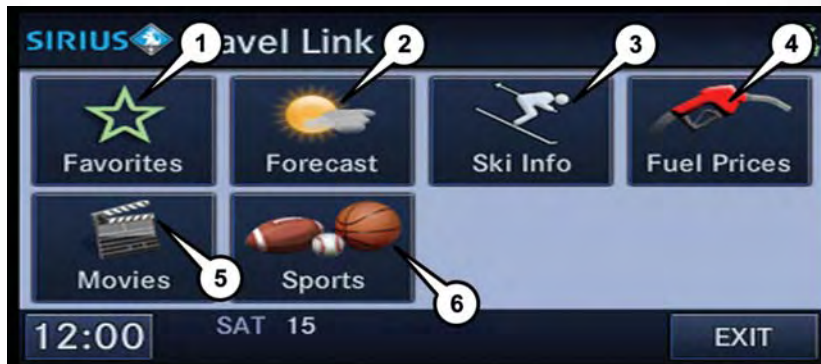 SIRIUS 1 avel Link 2 3 4
Favorites Forecast Ski Info Fuel Prices
Movies 5 Sports 6
12:00 SAT 15 EXIT